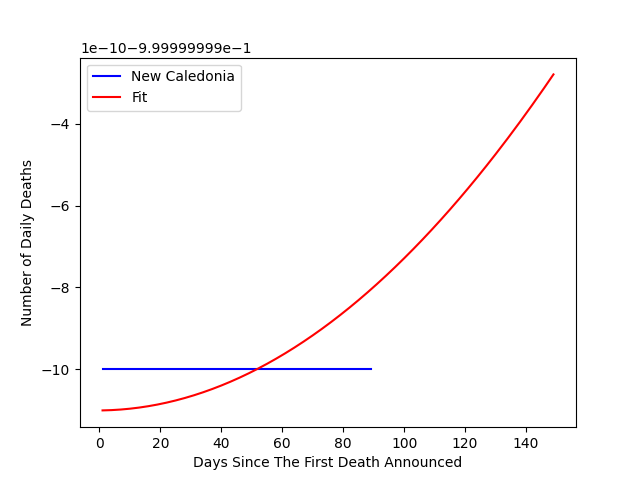 1e−10−9.99999999e−1
New Caledonia
Fit
−4
−6
−8
−10
Number of Daily Deaths
0 20 40 60 80 100 120 140
Days Since The First Death Announced